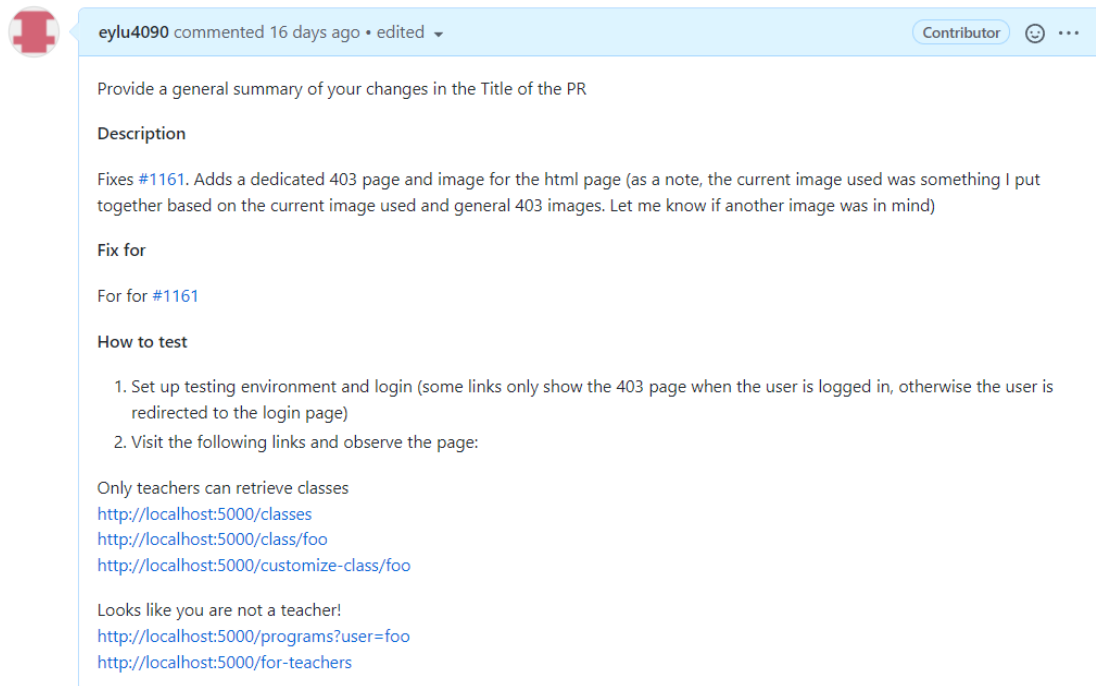 eylu4090 commented 16 days ago • edited
Contributor
Provide a general summary of your changes in the Title of the PR
Description
Fixes #1161. Adds a dedicated 403 page and image for the html page (as a note, the current image used was something I put
together based on the current image used and general 403 images. Let me know if another image was in mind)
Fix for
For for #1161
How to test
1. Set up testing environment and login (some links only show the 403 page when the user is logged in, otherwise the user is
redirected to the login page)
2. Visit the following links and observe the page:
Only teachers can retrieve classes
http://localhost:5000/classes
http://localhost:5000/class/foo
http://localhost:5000/customize-class/foo
Looks like you are not a teacher!
http://localhost:5000/programs?user=foo
http://localhost:5000/for-teachers